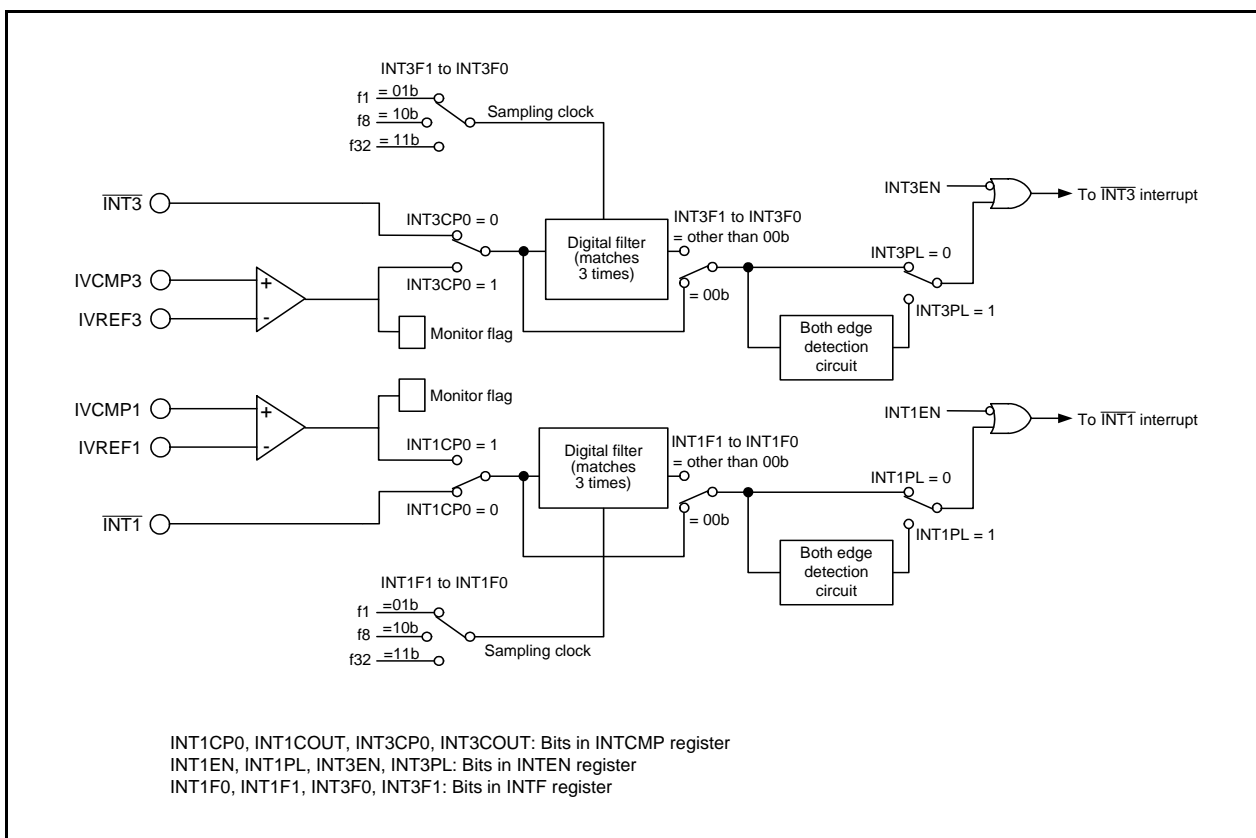 INT3F1 to INT3F0
f1 = 01b
f8 = 10b
f32 = 11b
Sampling clock
INT3
INT3CP0 = 0
IVCMP3
IVREF3
+
-
INT3CP0 = 1
Monitor flag
Digital filter
(matches
3 times)
INT3F1 to INT3F0
= other than 00b
= 00b
INT3EN
To INT3 interrupt
INT3PL = 0
INT3PL = 1
Both edge
detection
circuit
Monitor flag
IVCMP1
IVREF1
+
-
INT1CP0 = 1
INT1
INT1CP0 = 0
Digital filter
(matches
3 times)
INT1F1 to INT1F0
= other than 00b
= 00b
INT1EN
To INT1 interrupt
INT1PL = 0
INT1PL = 1
Both edge
detection
circuit
INT1F1 to INT1F0
f1 =01b
f8 =10b
f32 =11b
Sampling clock
INT1CP0, INT1COUT, INT3CP0, INT3COUT: Bits in INTCMP register
INT1EN, INT1PL, INT3EN, INT3PL: Bits in INTEN register
INT1F0, INT1F1, INT3F0, INT3F1: Bits in INTF register